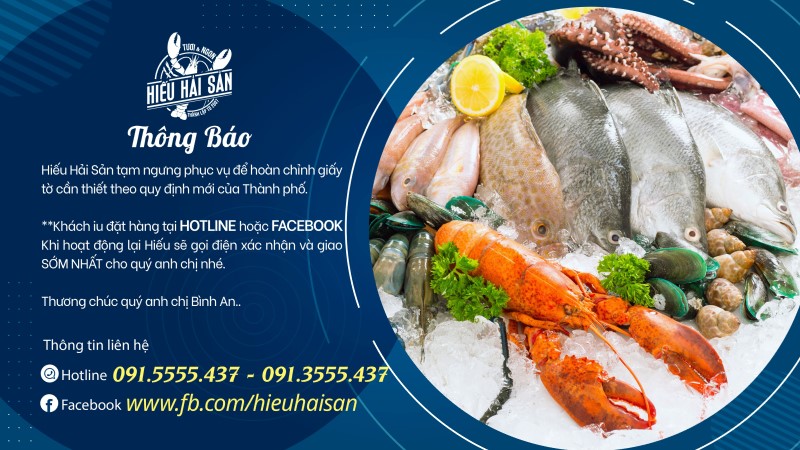 TƯƠI & NGON
HIẾU HẢI SẢN
Thông Báo
Hiếu Hải Sản tạm ngưng phục vụ để hoàn chỉnh giấy
tờ cần thiết theo quy định mới của Thành phố.
**Khách iu đặt hàng tại HOTLINE hoặc FACEBOOK
Khi hoạt động lại Hiếu sẽ gọi điện xác nhận và giao
SỚM NHẤT cho quý anh chị nhé.
Thương chúc quý anh chị Bình An..
Thông tin liên hệ
Hotline 091.5555.437 - 091.3555.437
Facebook www.fb.com/hieuhaisan